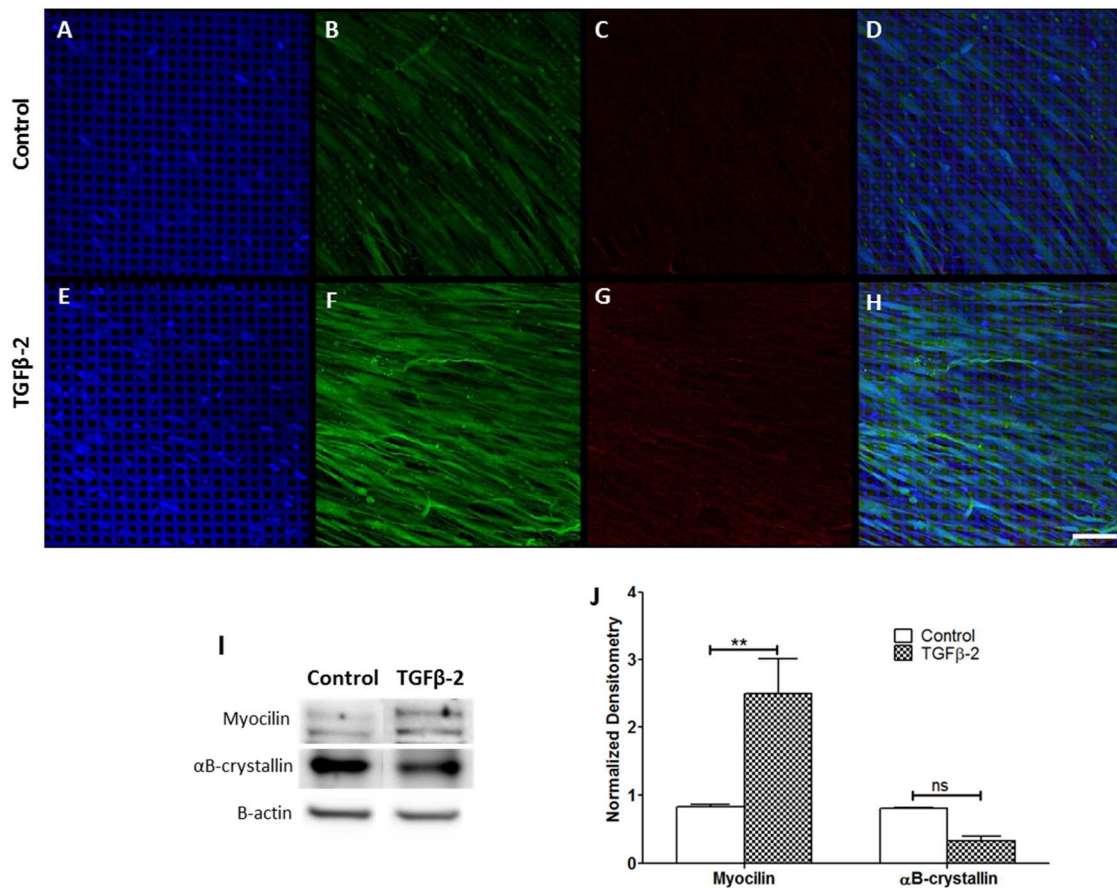 A
B
C
D
Control
E
F
G
H
TGFβ-2
I
Control TGFβ-2
Myocilin
αB-crystallin
B-actin
J
Normalized Densitometry
4
3
2
1
0
**
ns
Control
TGFβ-2
Myocilin
αB-crystallin